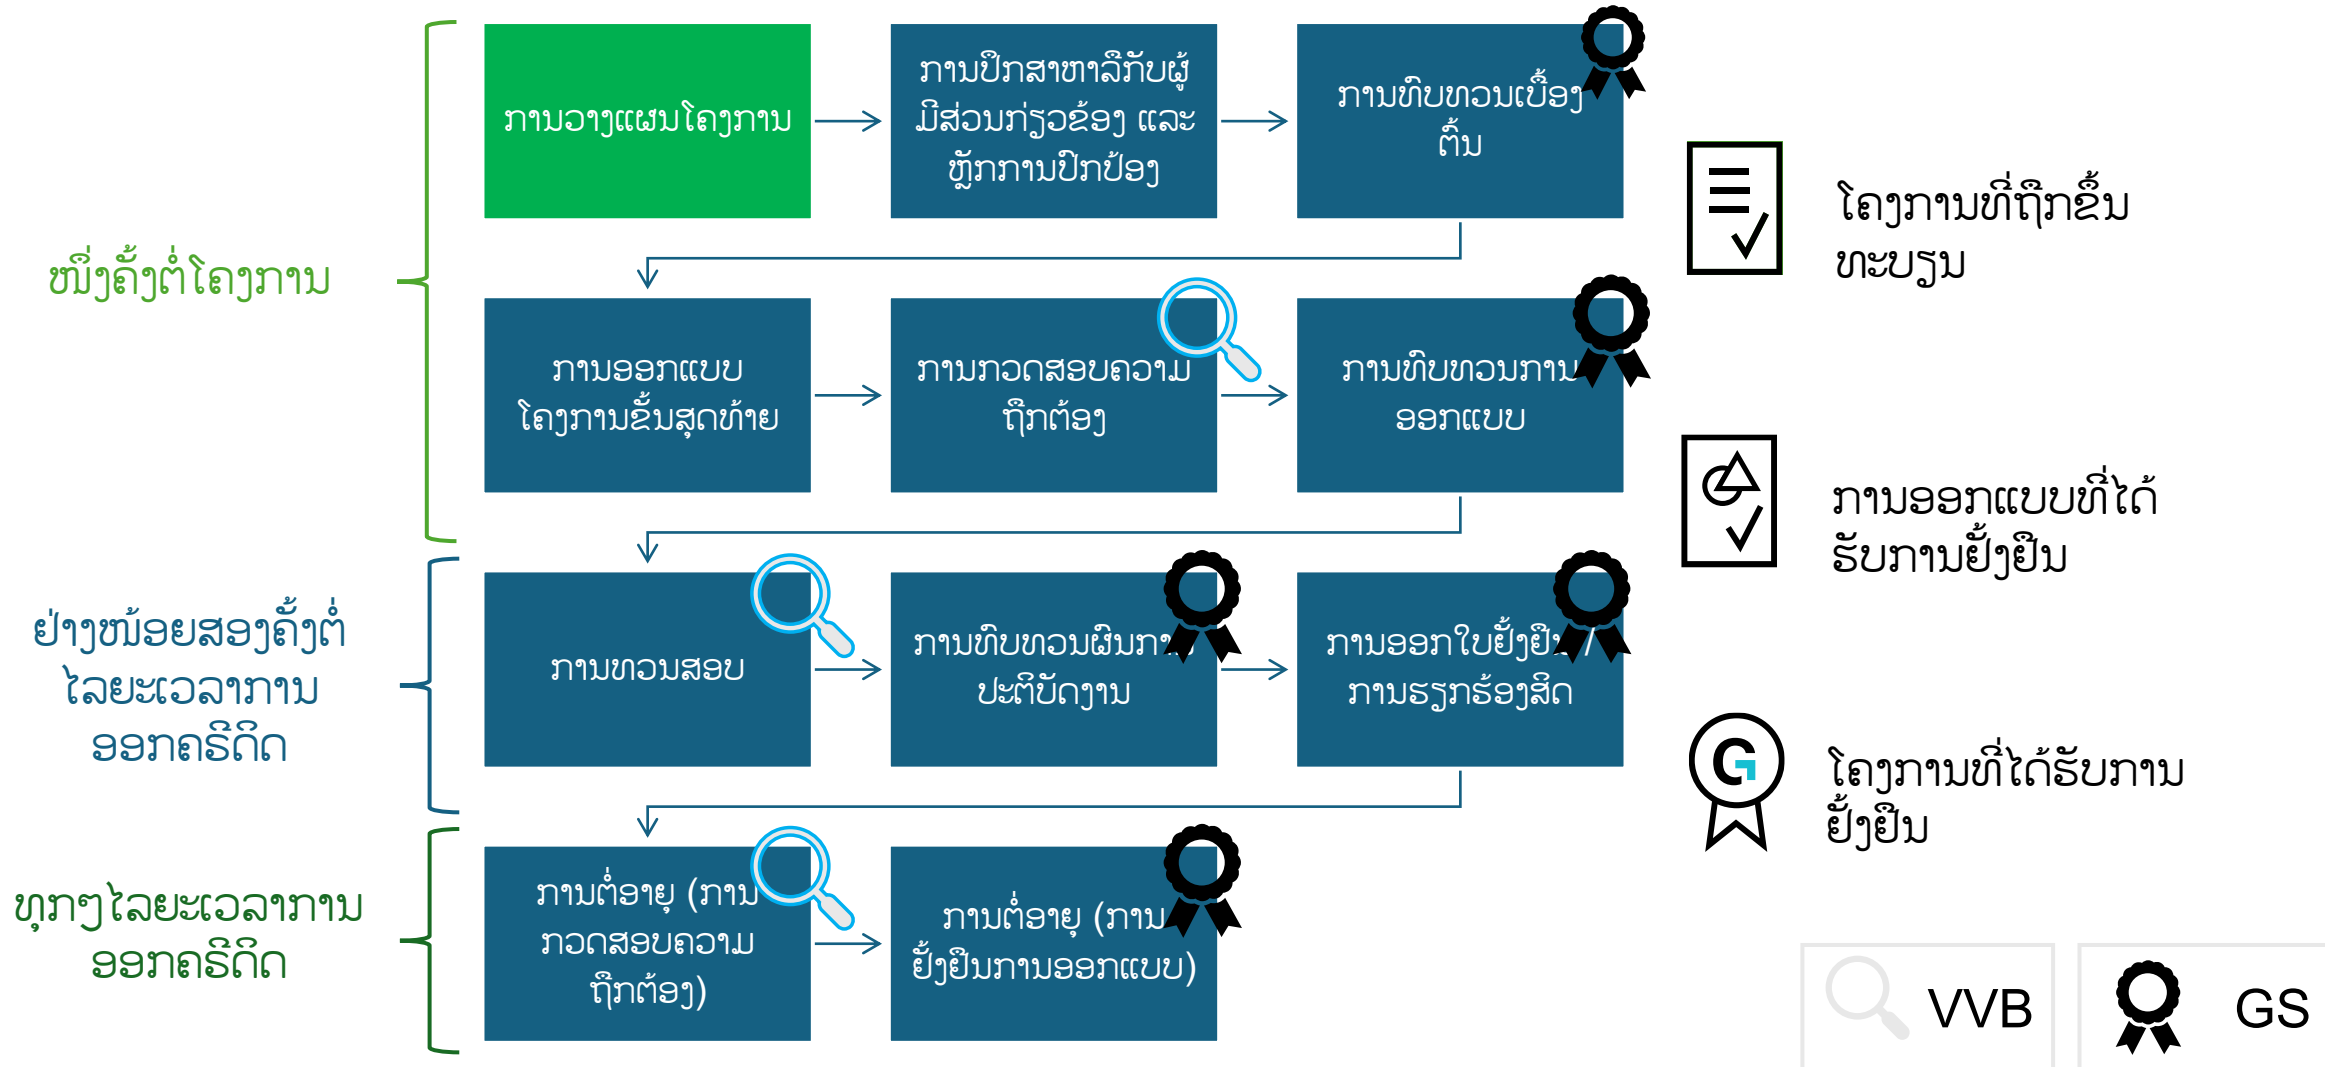 ໜຶ່ງຄັ້ງຕໍ່ໂຄງການ
ການວາງແຜນໂຄງການ
ການປຶກສາຫາລືກັບຜູ້
ມີສ່ວນກ່ຽວຂ້ອງ ແລະ
ຫຼັກການປົກປ້ອງ
ການທົບທວນເບື້ອງ
ຕົ້ນ
ໂຄງການທີ່ຖືກຂຶ້ນ
ທະບຽນ
ການອອກແບບ
ໂຄງການຂັ້ນສຸດທ້າຍ
ການກວດສອບຄວາມ
ຖືກຕ້ອງ
ການທົບທວນການ
ອອກແບບ
ການອອກແບບທີ່ໄດ້
ຮັບການຢັ້ງຢືນ
ຢ່າງໜ້ອຍສອງຄັ້ງຕໍ່
ໄລຍະເວລາການ
ອອກຄຣີດິດ
ການທວນສອບ
ການທົບທວນຜົນການ
ປະຕິບັດງານ
ການອອກໃບຢັ້ງຢືນ /
ການຮຽກຮ້ອງສິດ
G
ໂຄງການທີ່ໄດ້ຮັບການ
ຢັ້ງຢືນ
ທຸກໆໄລຍະເວລາການ
ອອກຄຣີດິດ
ການຕໍ່ອາຍຸ (ການ
ກວດສອບຄວາມ
ຖືກຕ້ອງ)
ການຕໍ່ອາຍຸ (ການ
ຢັ້ງຢືນການອອກແບບ)
VVB
GS